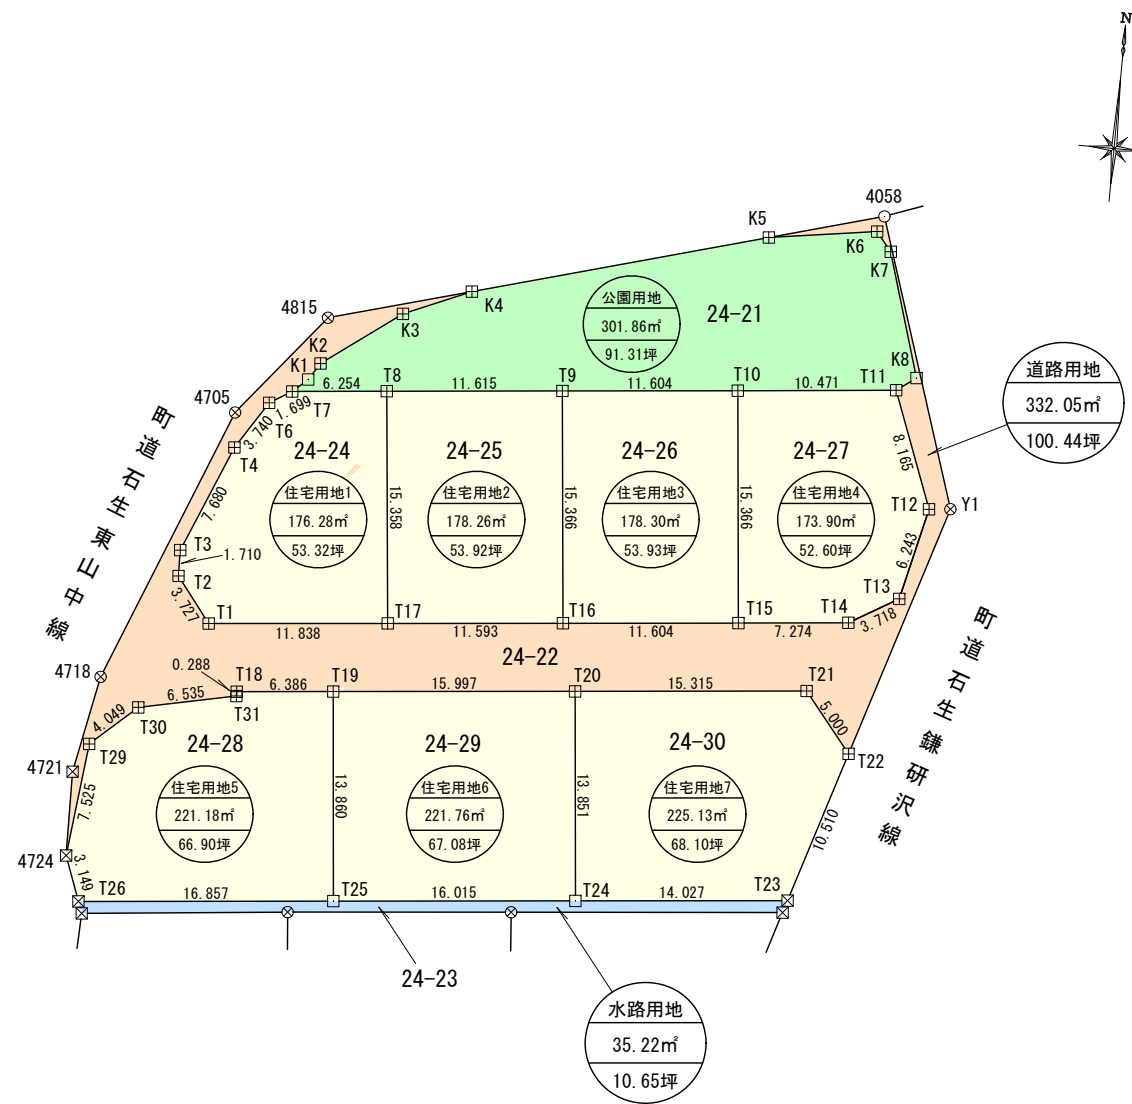 N
4058
K5
K6
K7
4815
K4
K3
24-21
公園用地
301.86㎡
91.31坪
K2
K1
K8
T11
4705
6.254
T8
11.615
T9
11.604
T10
10.471
道路用地
332.05㎡
100.44坪
1.699
T7
T6
3.740
T4
24-24
24-25
24-26
24-27
8.165
町道石生東山中線
7.680
住宅用地1
176.28㎡
53.32坪
15.358
住宅用地2
178.26㎡
53.92坪
15.366
住宅用地3
178.30㎡
53.93坪
15.366
住宅用地4
173.90㎡
52.60坪
T12
Y1
6.243
T3
1.710
T2
3.727
T1
T17
T16
T15
T14
T13
3.718
11.838
11.593
11.604
7.274
町道石生鎌研沢線
24-22
4718
0.288
T18
6.386
T19
15.997
T20
15.315
T21
6.535
T31
T30
4.049
T29
5.000
T22
24-28
24-29
24-30
4721
7.525
住宅用地5
221.18㎡
66.90坪
13.860
住宅用地6
221.76㎡
67.08坪
13.851
住宅用地7
225.13㎡
68.10坪
10.510
4724
3.149
T26
16.857
T25
16.015
T24
14.027
T23
24-23
水路用地
35.22㎡
10.65坪